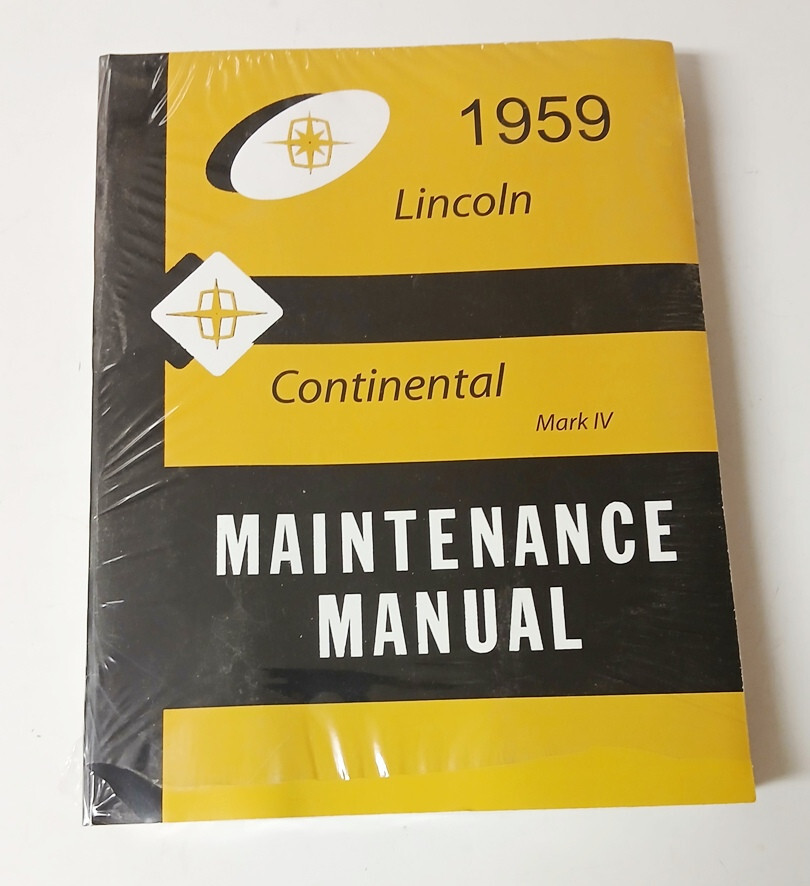 1959
Lincoln
Continental
Mark IV
MAINTENANCE
MANUAL